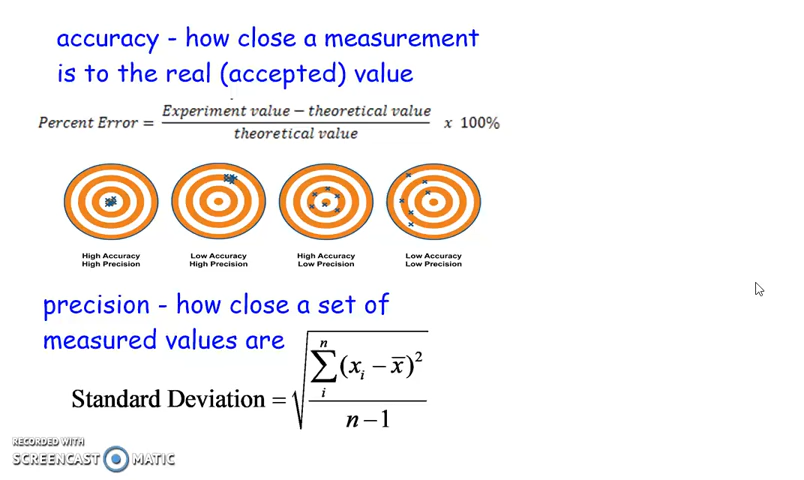 accuracy - how close a measurement
is to the real (accepted) value
Percent Error = (Experiment value − theoretical value) / theoretical value x 100%
High Accuracy
High Precision
Low Accuracy
High Precision
High Accuracy
Low Precision
Low Accuracy
Low Precision
precision - how close a set of
measured values are
Standard Deviation = √(∑ᵢⁿ (xᵢ − x̅)² / (n − 1))
RECORDED WITH
SCREENCAST MATIC